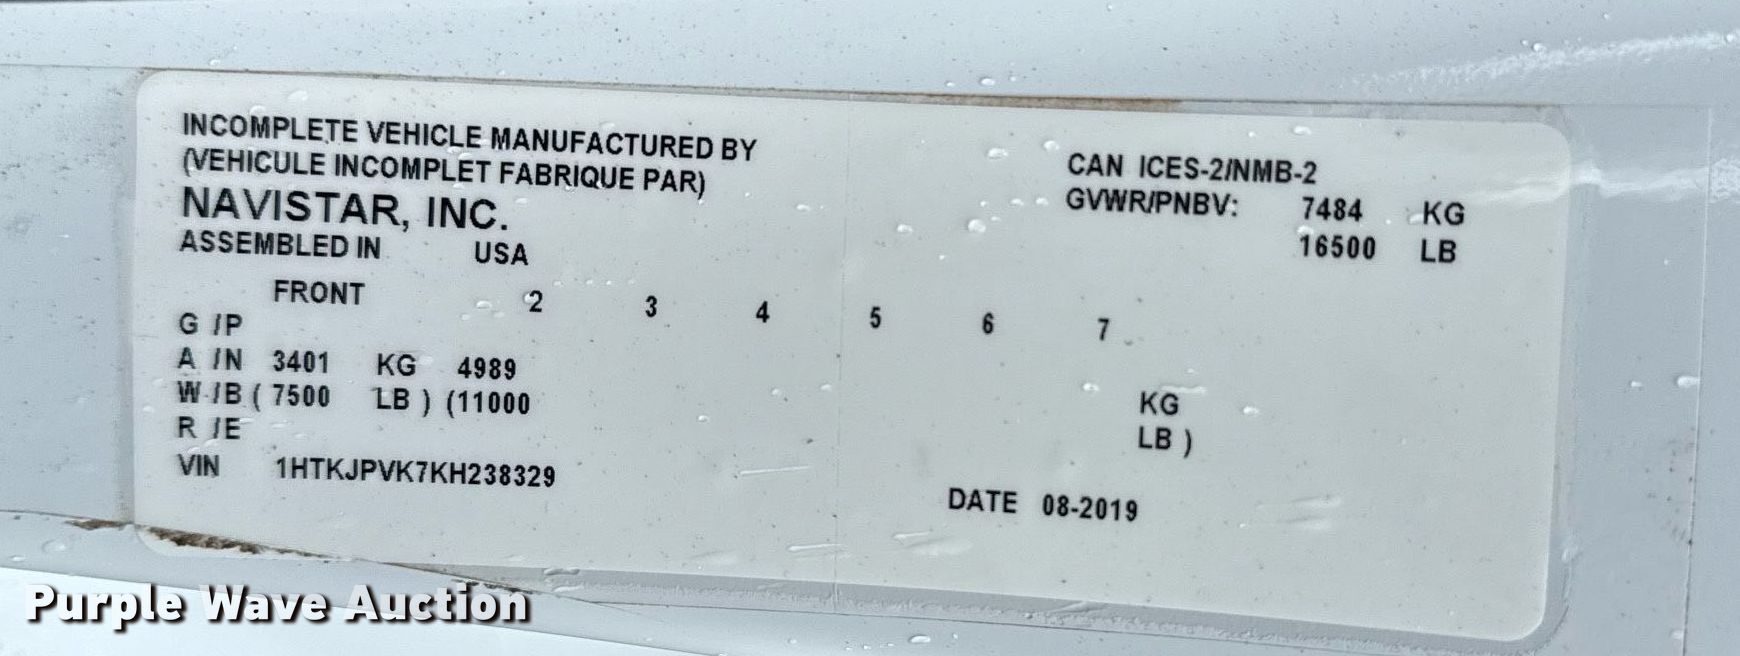 INCOMPLETE VEHICLE MANUFACTURED BY
(VEHICULE INCOMPLET FABRIQUE PAR)
NAVISTAR, INC.
ASSEMBLED IN USA
CAN ICES-2/NMB-2
GVWR/PNBV: 7484 KG
16500 LB
FRONT 2 3 4 5 6 7
G /P
A /N 3401 KG 4989
W /B ( 7500 LB ) (11000
KG
LB )
R /E
VIN 1HTKJPVK7KH238329
DATE 08-2019
Purple Wave Auction